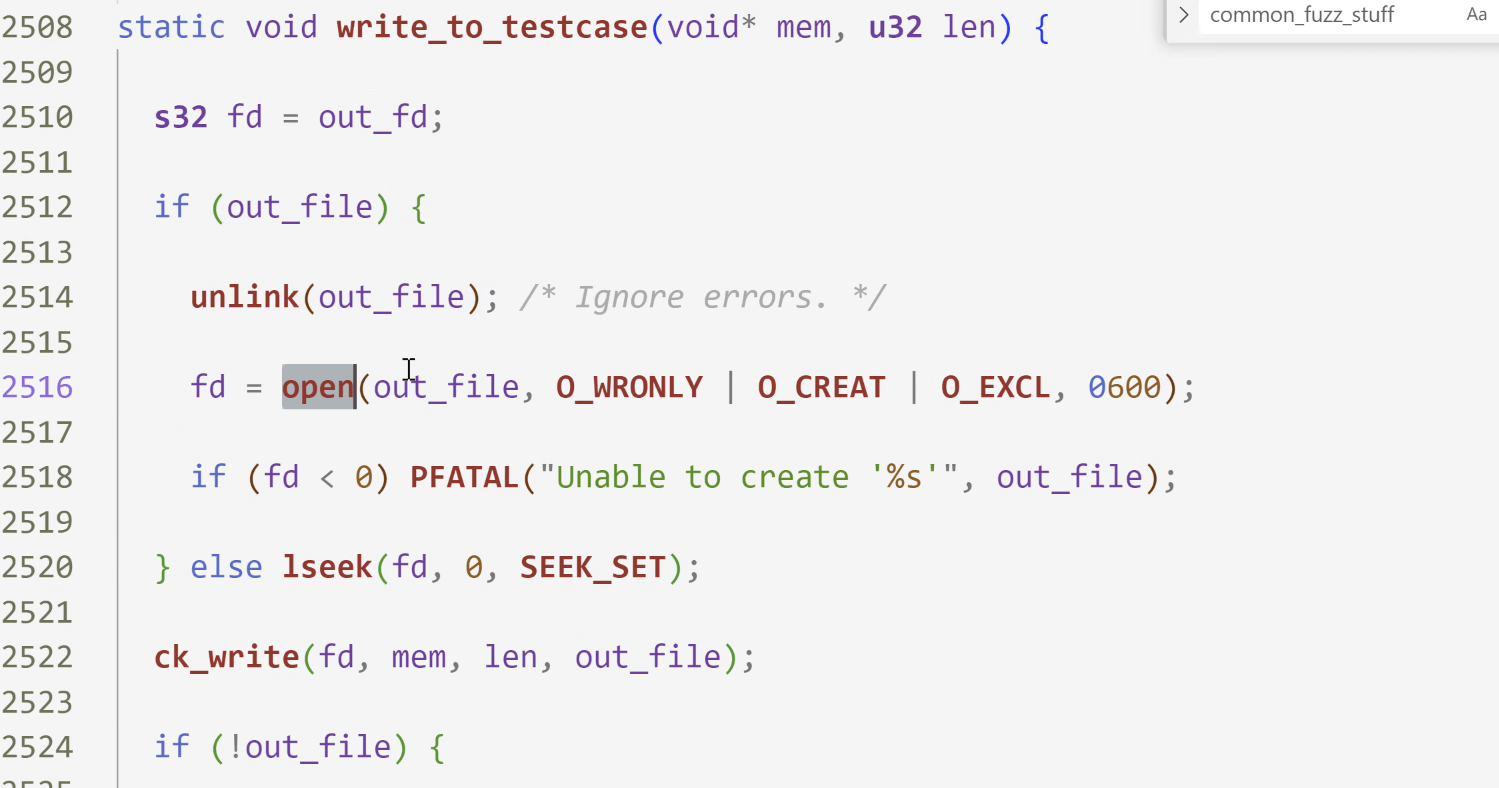 common_fuzz_stuff Aa
2508 static void write_to_testcase(void* mem, u32 len) {
2509
2510 s32 fd = out_fd;
2511
2512 if (out_file) {
2513
2514 unlink(out_file); /* Ignore errors. */
2515
2516 fd = open(out_file, O_WRONLY | O_CREAT | O_EXCL, 0600);
2517
2518 if (fd < 0) PFATAL("Unable to create '%s'", out_file);
2519
2520 } else lseek(fd, 0, SEEK_SET);
2521
2522 ck_write(fd, mem, len, out_file);
2523
2524 if (!out_file) {